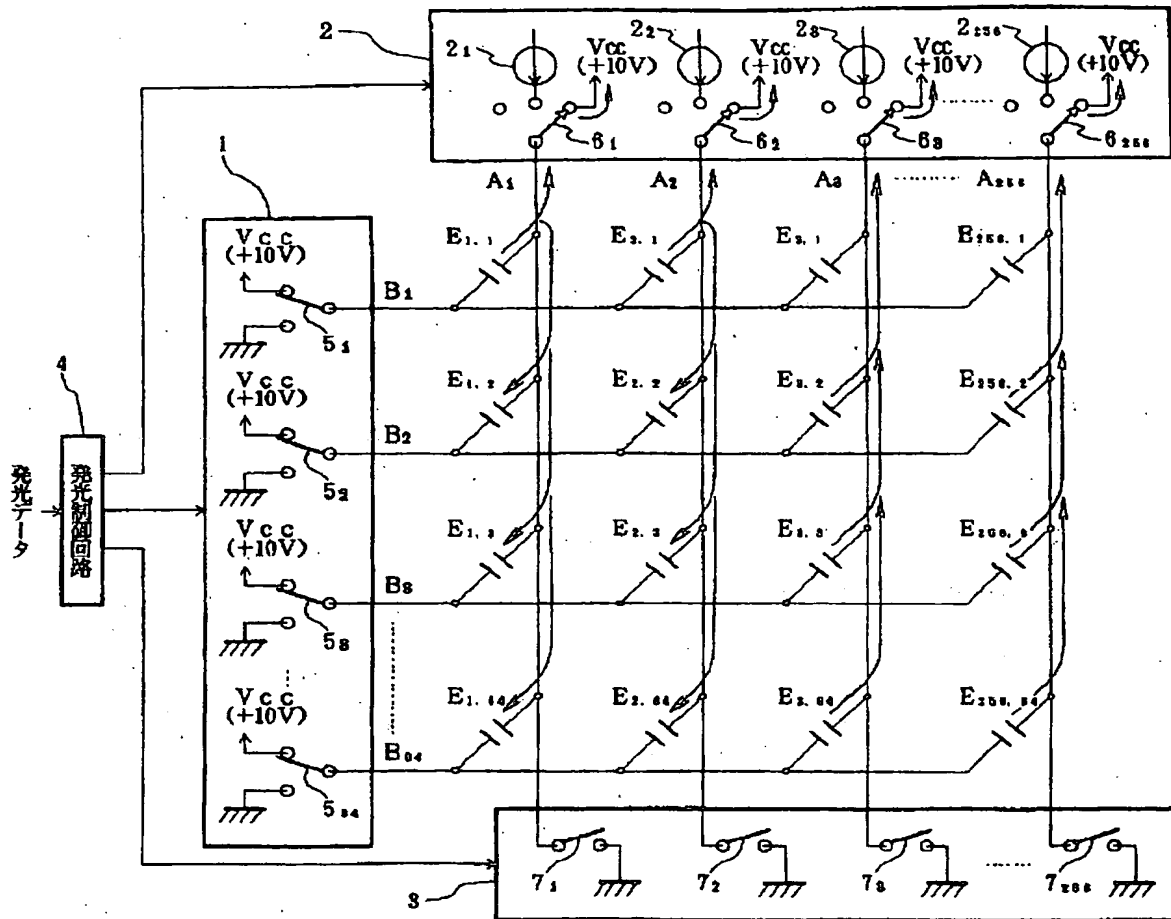 2
2₁
2₂
2₃
2₂₅₆
Vcc
(+10V)
Vcc
(+10V)
Vcc
(+10V)
Vcc
(+10V)
6₁
6₂
6₃
6₂₅₆
1
A₁
A₂
A₃
A₂₅₆
VCC
(+10V)
E₁.₁
E₂.₁
E₃.₁
E₂₅₆.₁
B₁
5₁
4
VCC
(+10V)
E₁.₂
E₂.₂
E₃.₂
E₂₅₆.₂
B₂
5₂
発光データ
発光制御回路
VCC
(+10V)
E₁.₃
E₂.₃
E₃.₃
B₃
5₃
VCC
(+10V)
E₁.₆₄
E₂.₆₄
E₃.₆₄
E₂₅₆.₆₄
B₆₄
5₆₄
3
7₁
7₂
7₃
7₂₅₆